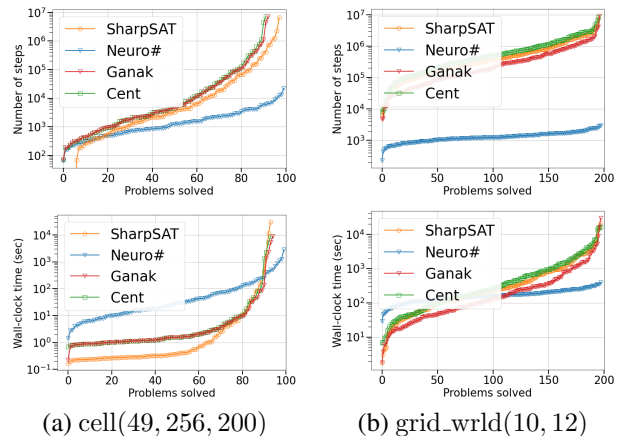 Number of steps
10^7
10^6
10^5
10^4
10^3
10^2
SharpSAT
Neuro#
Ganak
Cent
0 20 40 60 80 100
Problems solved
Number of steps
10^7
10^6
10^5
10^4
10^3
SharpSAT
Neuro#
Ganak
Cent
0 50 100 150 200
Problems solved
Wall-clock time (sec)
10^4
10^3
10^2
10^1
10^0
10^-1
SharpSAT
Neuro#
Ganak
Cent
0 20 40 60 80 100
Problems solved
Wall-clock time (sec)
10^4
10^3
10^2
10^1
SharpSAT
Neuro#
Ganak
Cent
0 50 100 150 200
Problems solved
(a) cell(49, 256, 200)
(b) grid_wrld(10, 12)